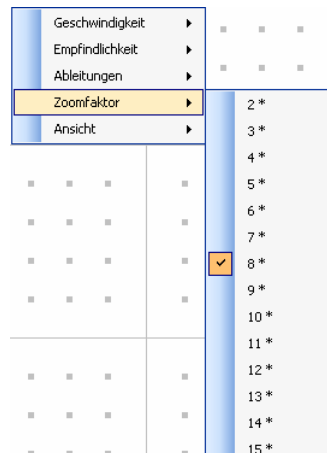 Geschwindigkeit
Empfindlichkeit
Ableitungen
Zoomfaktor
Ansicht
2 *
3 *
4 *
5 *
6 *
7 *
8 *
9 *
10 *
11 *
12 *
13 *
14 *
15 *